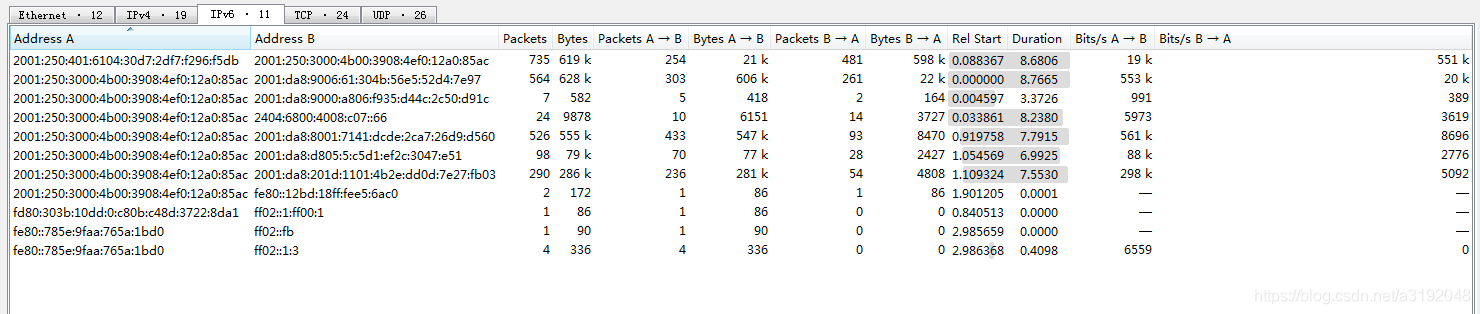 Ethernet · 12 IPv4 · 19 IPv6 · 11 TCP · 24 UDP · 26
Address A Address B Packets Bytes Packets A → B Bytes A → B Packets B → A Bytes B → A Rel Start Duration Bits/s A → B Bits/s B → A
2001:250:401:6104:30d7:2df7:f296:f5db 2001:250:3000:4b00:3908:4ef0:12a0:85ac 735 619 k 254 21 k 481 598 k 0.088367 8.6806 19 k 551 k
2001:250:3000:4b00:3908:4ef0:12a0:85ac 2001:da8:9006:61:304b:56e5:52d4:7e97 564 628 k 303 606 k 261 22 k 0.000000 8.7665 553 k 20 k
2001:250:3000:4b00:3908:4ef0:12a0:85ac 2001:da8:9000:a806:f935:d44c:2c50:d91c 7 582 5 418 2 164 0.004597 3.3726 991 389
2001:250:3000:4b00:3908:4ef0:12a0:85ac 2404:6800:4008:c07::66 24 9878 10 6151 14 3727 0.033861 8.2380 5973 3619
2001:250:3000:4b00:3908:4ef0:12a0:85ac 2001:da8:8001:7141:dcde:2ca7:26d9:d560 526 555 k 433 547 k 93 8470 0.919758 7.7915 561 k 8696
2001:250:3000:4b00:3908:4ef0:12a0:85ac 2001:da8:d805:5:c5d1:ef2c:3047:e51 98 79 k 70 77 k 28 2427 1.054569 6.9925 88 k 2776
2001:250:3000:4b00:3908:4ef0:12a0:85ac 2001:da8:201d:1101:4b2e:dd0d:7e27:fb03 290 286 k 236 281 k 54 4808 1.109324 7.5530 298 k 5092
2001:250:3000:4b00:3908:4ef0:12a0:85ac fe80::12bd:18ff:fee5:6ac0 2 172 1 86 1 86 1.901205 0.0001 — —
fd80:303b:10dd:0:c80b:c48d:3722:8da1 ff02::1:ff00:1 1 86 1 86 0 0 0.840513 0.0000 — —
fe80::785e:9faa:765a:1bd0 ff02::fb 1 90 1 90 0 0 2.985659 0.0000 — —
fe80::785e:9faa:765a:1bd0 ff02::1:3 4 336 4 336 0 0 2.986368 0.4098 6559 0
https://blog.csdn.net/a3192048